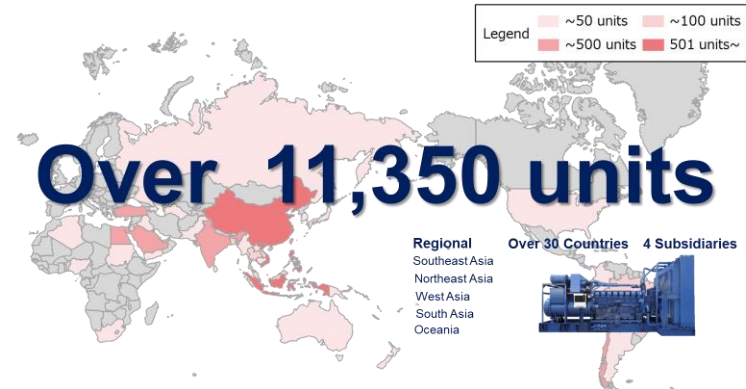 Legend
~50 units
~100 units
~500 units
501 units~
Over 11,350 units
Regional
Over 30 Countries
4 Subsidiaries
Southeast Asia
Northeast Asia
West Asia
South Asia
Oceania